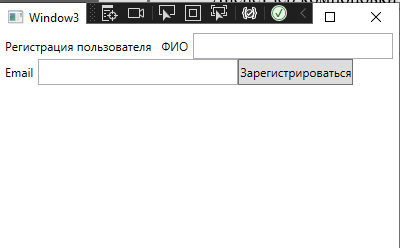 Window3
Регистрация пользователя ФИО
Email Зарегистрироваться